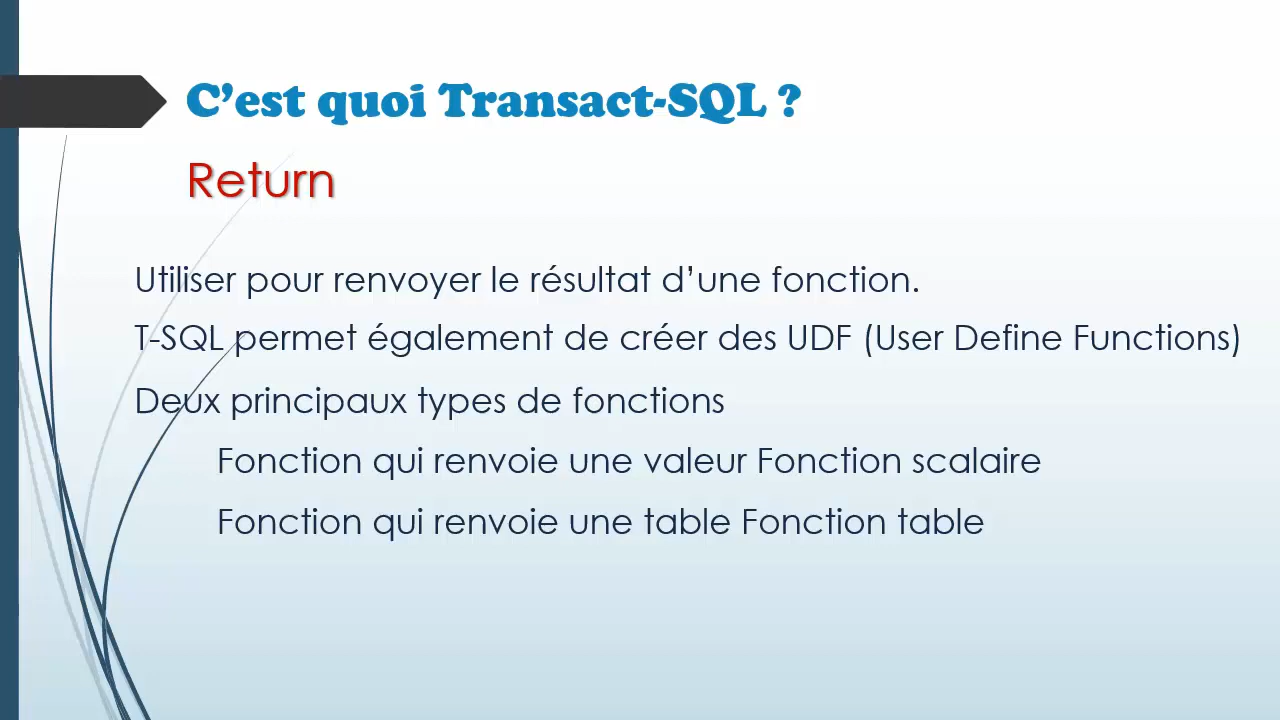 C’est quoi Transact-SQL ?
Return
Utiliser pour renvoyer le résultat d’une fonction.
T-SQL permet également de créer des UDF (User Define Functions)
Deux principaux types de fonctions
Fonction qui renvoie une valeur Fonction scalaire
Fonction qui renvoie une table Fonction table